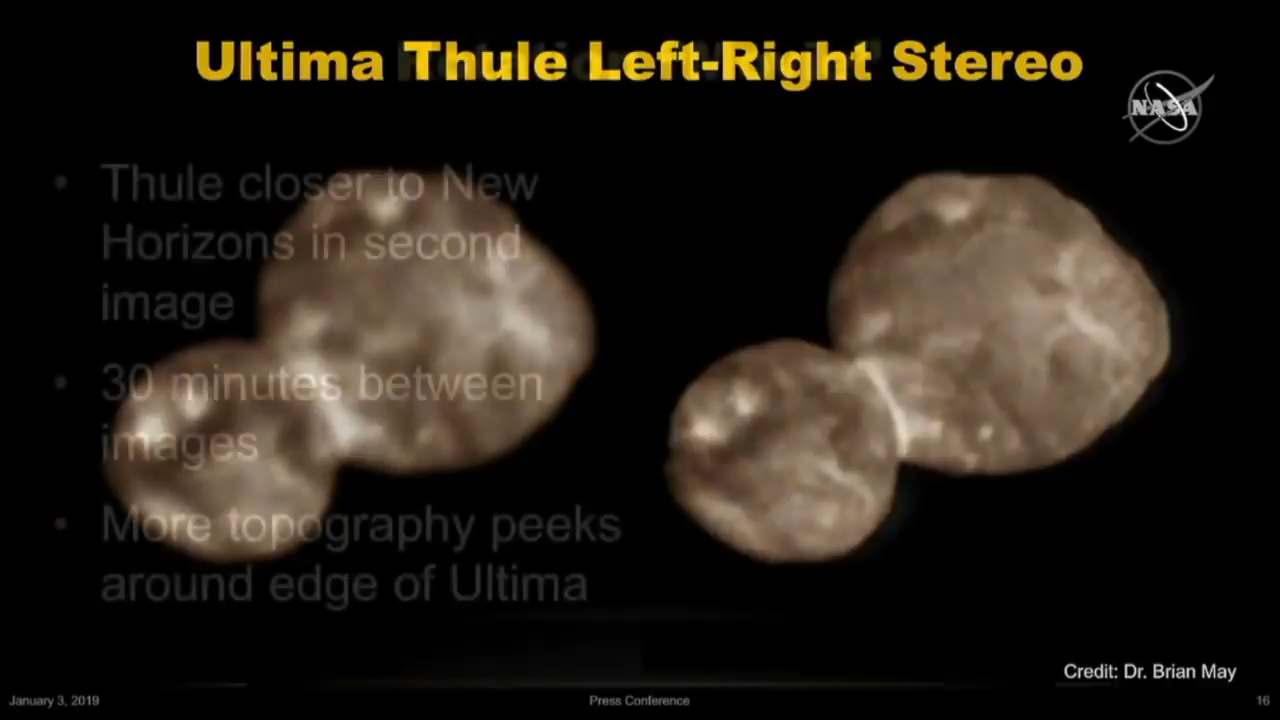 Ultima Thule Left-Right Stereo
NASA
• Thule closer to New
Horizons in second
image
• 30 minutes between
images
• More topography peeks
around edge of Ultima
Credit: Dr. Brian May
January 3, 2019
Press Conference
16